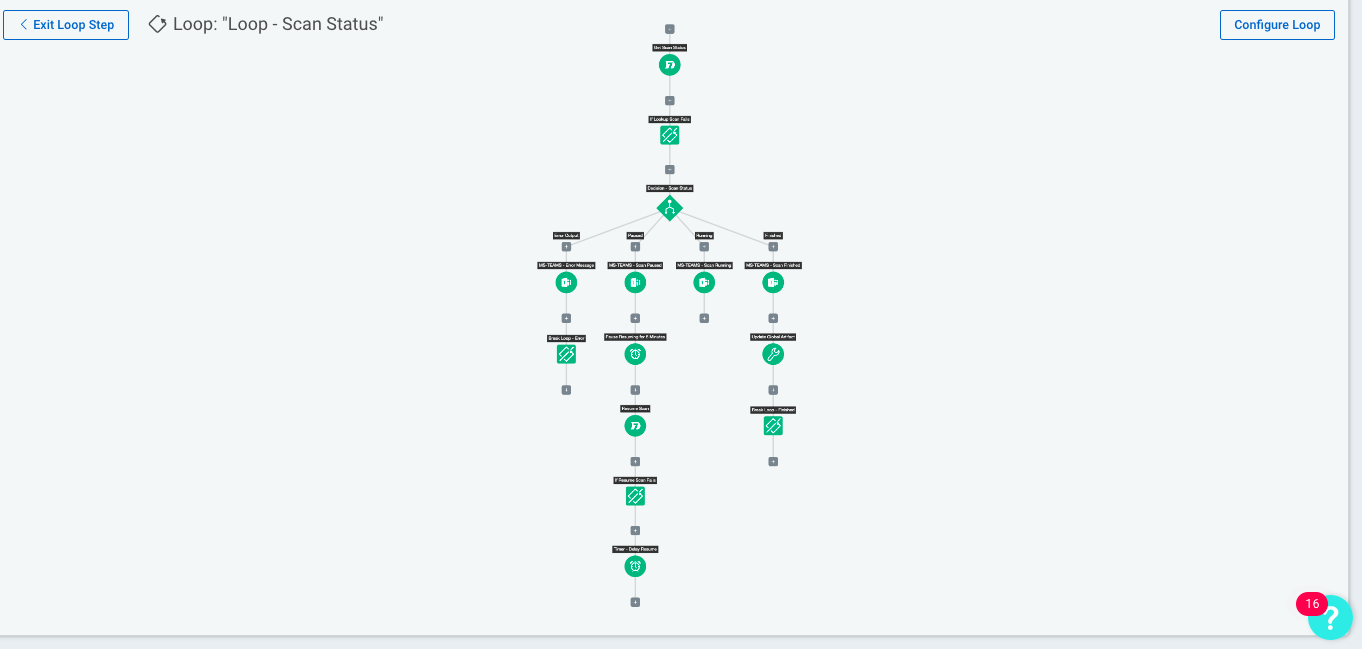 Exit Loop Step
Loop: "Loop - Scan Status"
Configure Loop
Get Scan Status
If Lookup Scan Fails
Decision - Scan Status
Error Output
Paused
Running
Finished
MS-TEAMS - Error Message
MS-TEAMS - Scan Paused
MS-TEAMS - Scan Running
MS-TEAMS - Scan Finished
Break Loop - Error
Pause Resuming for 5 Minutes
Update Global Artifact
Resume Scan
Break Loop - Finished
If Resume Scan Fails
Timer - Delay Resume
16
?